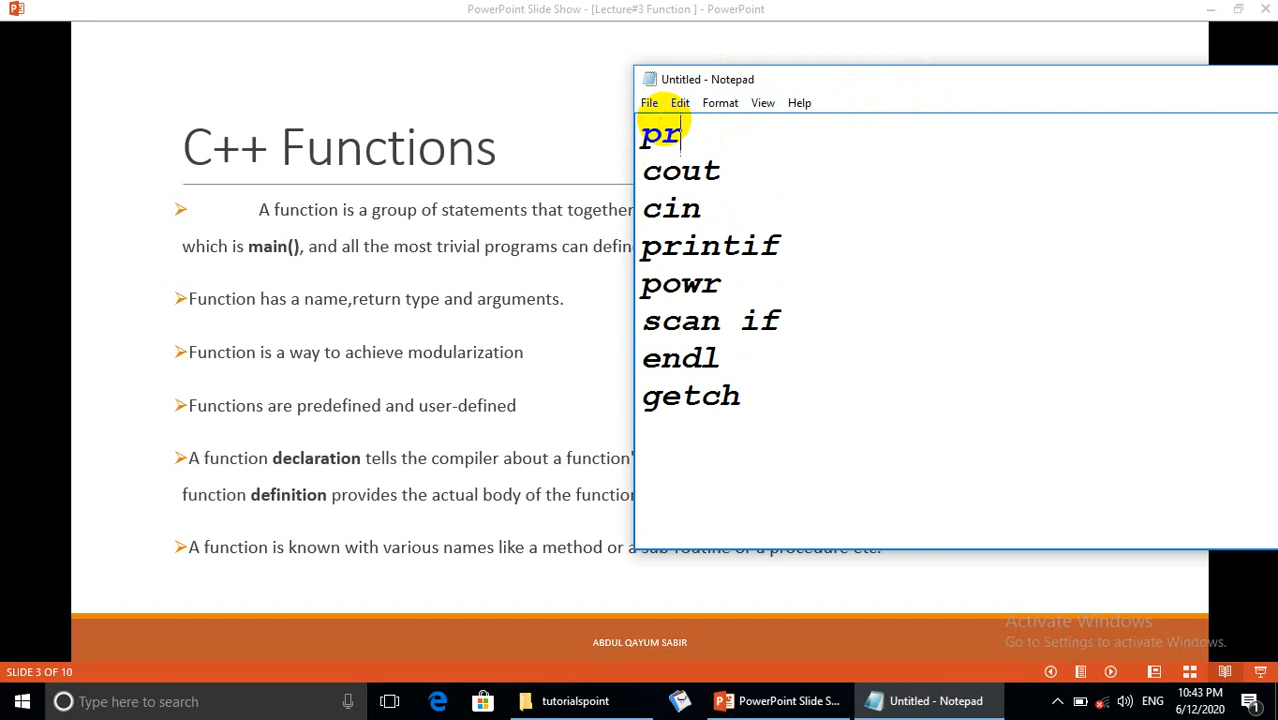 PowerPoint Slide Show - [Lecture#3 Function ] - PowerPoint
C++ Functions
A function is a group of statements that together
which is main(), and all the most trivial programs can defin
Function has a name,return type and arguments.
Function is a way to achieve modularization
Functions are predefined and user-defined
A function declaration tells the compiler about a function'
function definition provides the actual body of the function
A function is known with various names like a method or a sub-routine or a procedure etc.
Untitled - Notepad
File Edit Format View Help
pr
cout
cin
printif
powr
scan if
endl
getch
Activate Windows
Go to Settings to activate Windows.
ABDUL QAYUM SABIR
SLIDE 3 OF 10
Type here to search
tutorialspoint
PowerPoint Slide S...
Untitled - Notepad
ENG
10:43 PM
6/12/2020
1